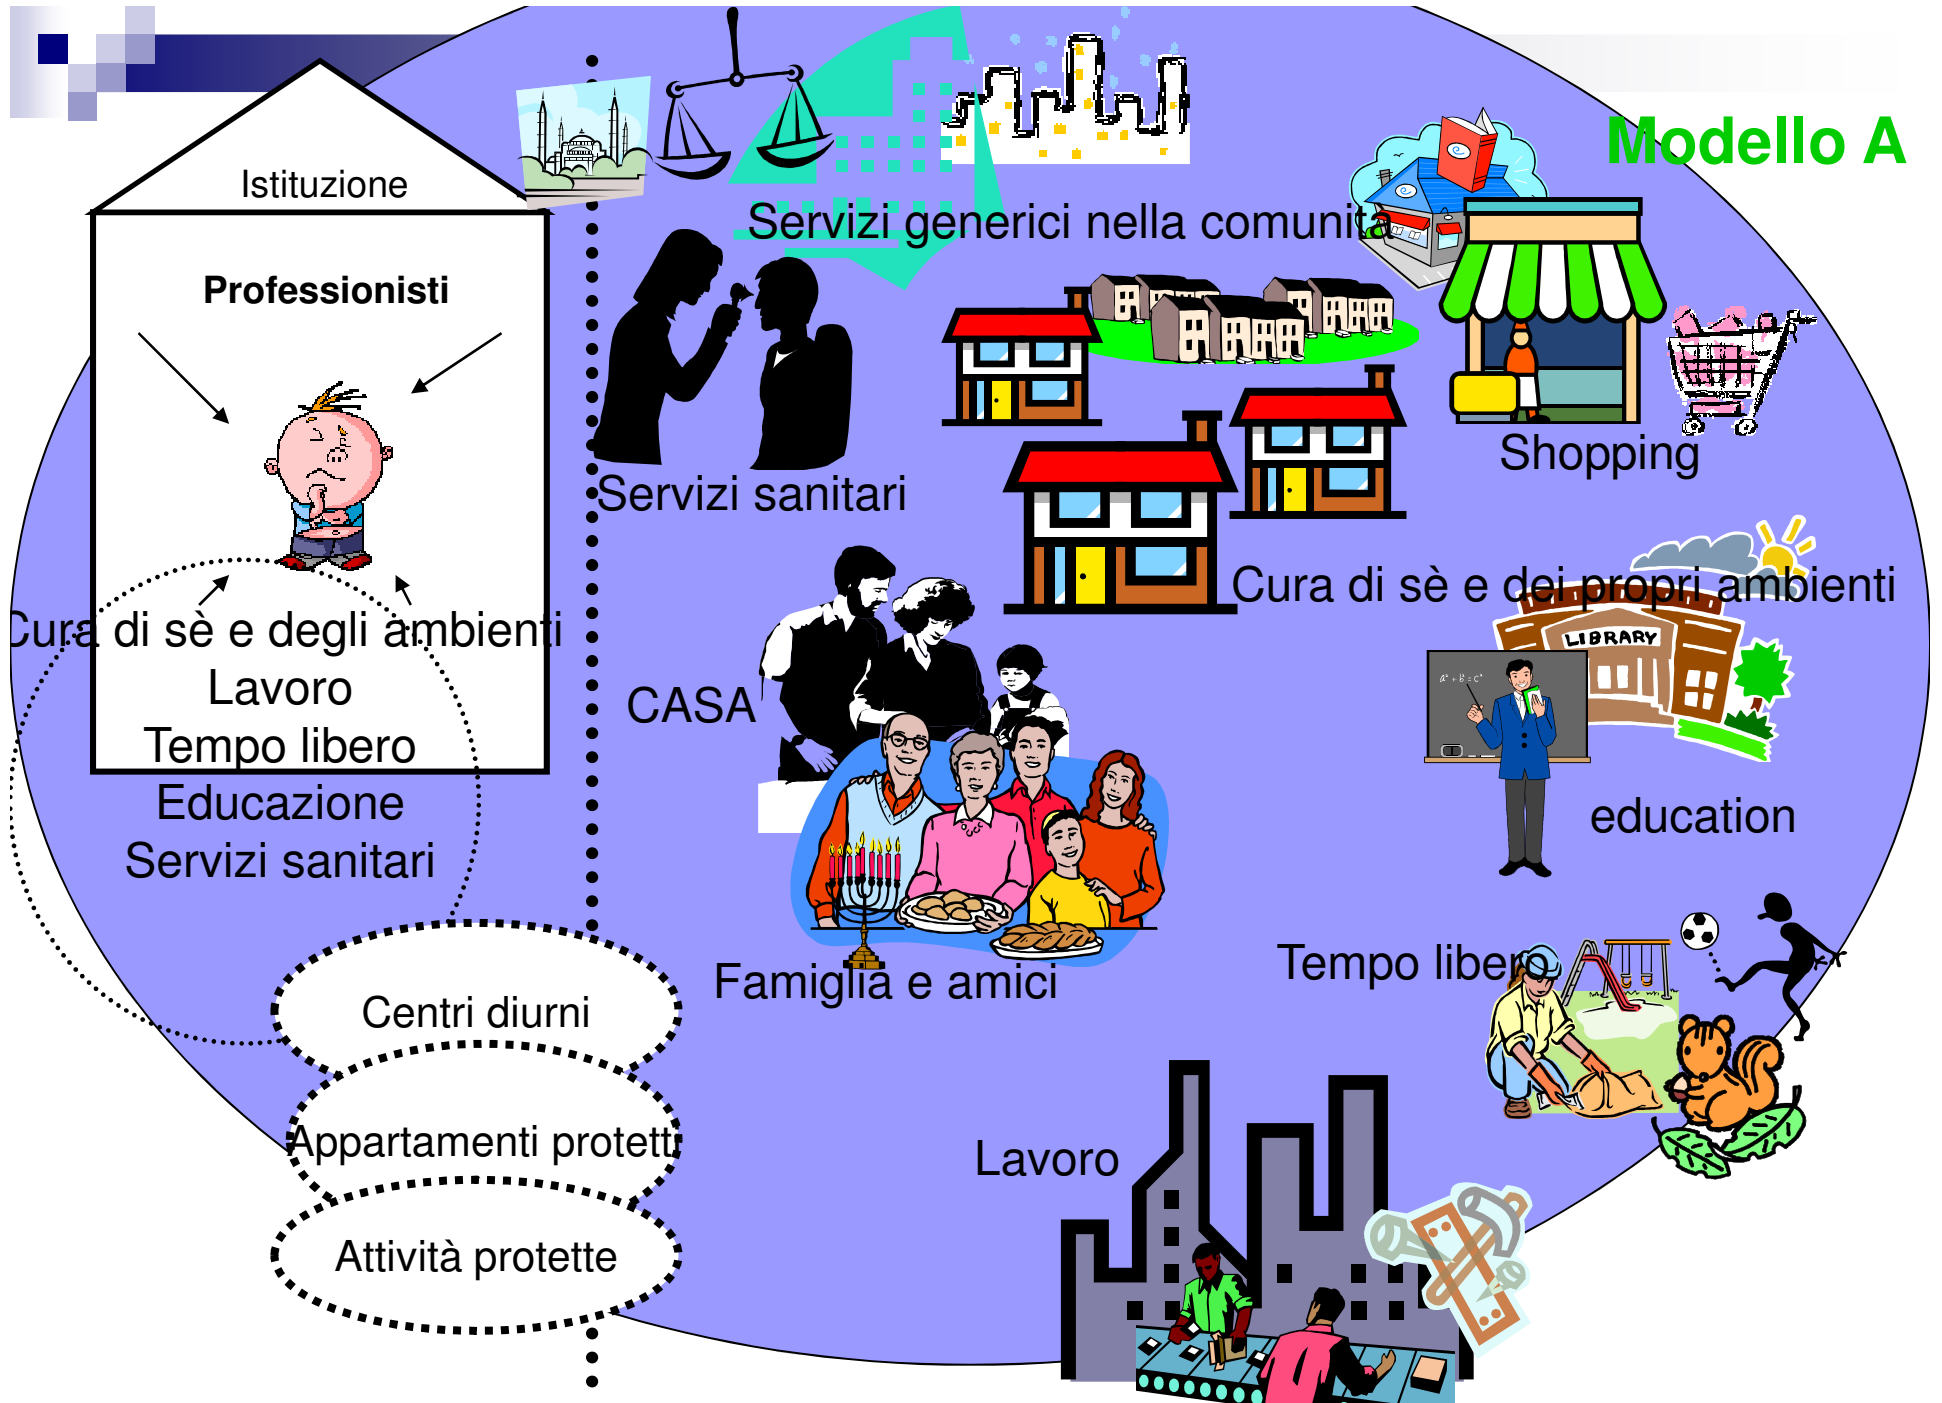 Modello A
Istituzione
Professionisti
Cura di sè e degli ambienti
Lavoro
Tempo libero
Educazione
Servizi sanitari
Centri diurni
Appartamenti protetti
Attività protette
Servizi generici nella comunità
Servizi sanitari
Shopping
Cura di sè e dei propri ambienti
LIBRARY
CASA
education
Famiglia e amici
Tempo libero
Lavoro